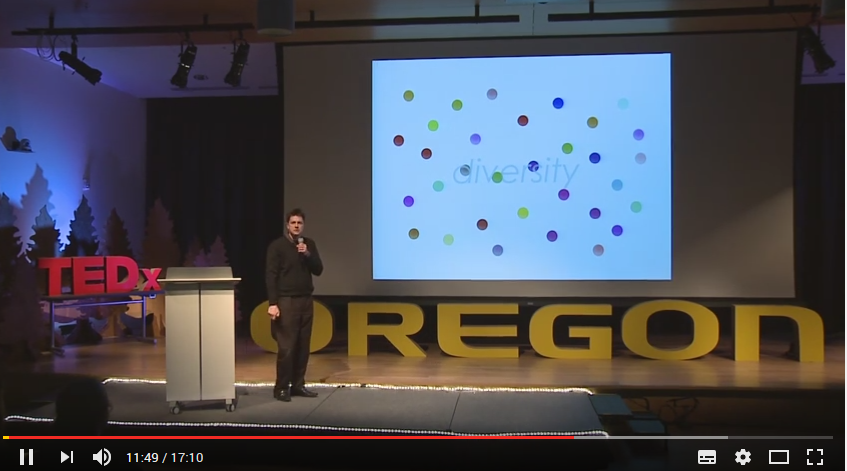 diversity
TEDx
OREGON
11:49 / 17:10